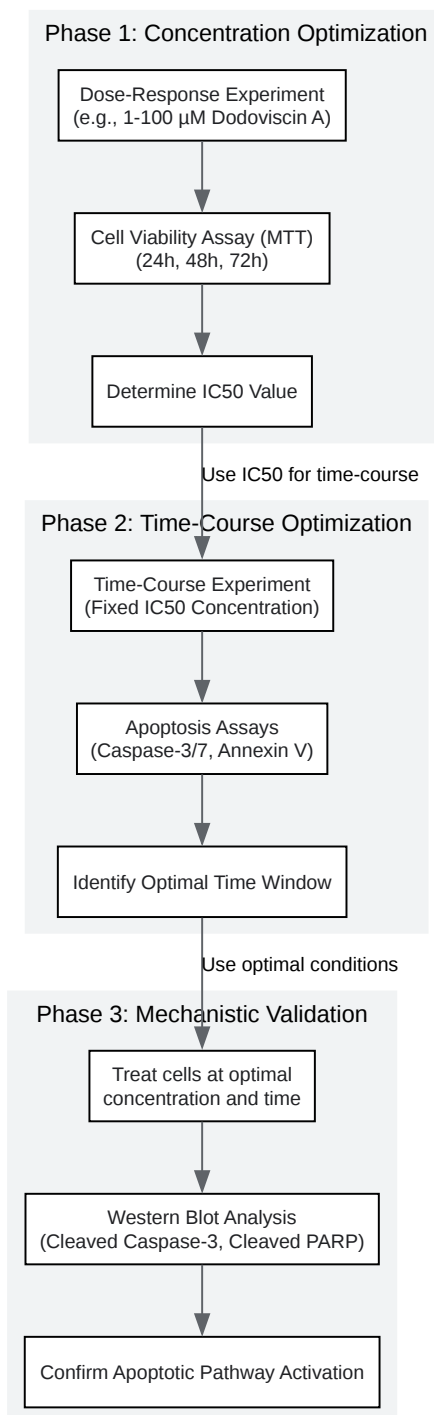 Phase 1: Concentration Optimization
Dose-Response Experiment
(e.g., 1-100 µM Dodoviscin A)
Cell Viability Assay (MTT)
(24h, 48h, 72h)
Determine IC50 Value
Use IC50 for time-course
Phase 2: Time-Course Optimization
Time-Course Experiment
(Fixed IC50 Concentration)
Apoptosis Assays
(Caspase-3/7, Annexin V)
Identify Optimal Time Window
Use optimal conditions
Phase 3: Mechanistic Validation
Treat cells at optimal
concentration and time
Western Blot Analysis
(Cleaved Caspase-3, Cleaved PARP)
Confirm Apoptotic Pathway Activation